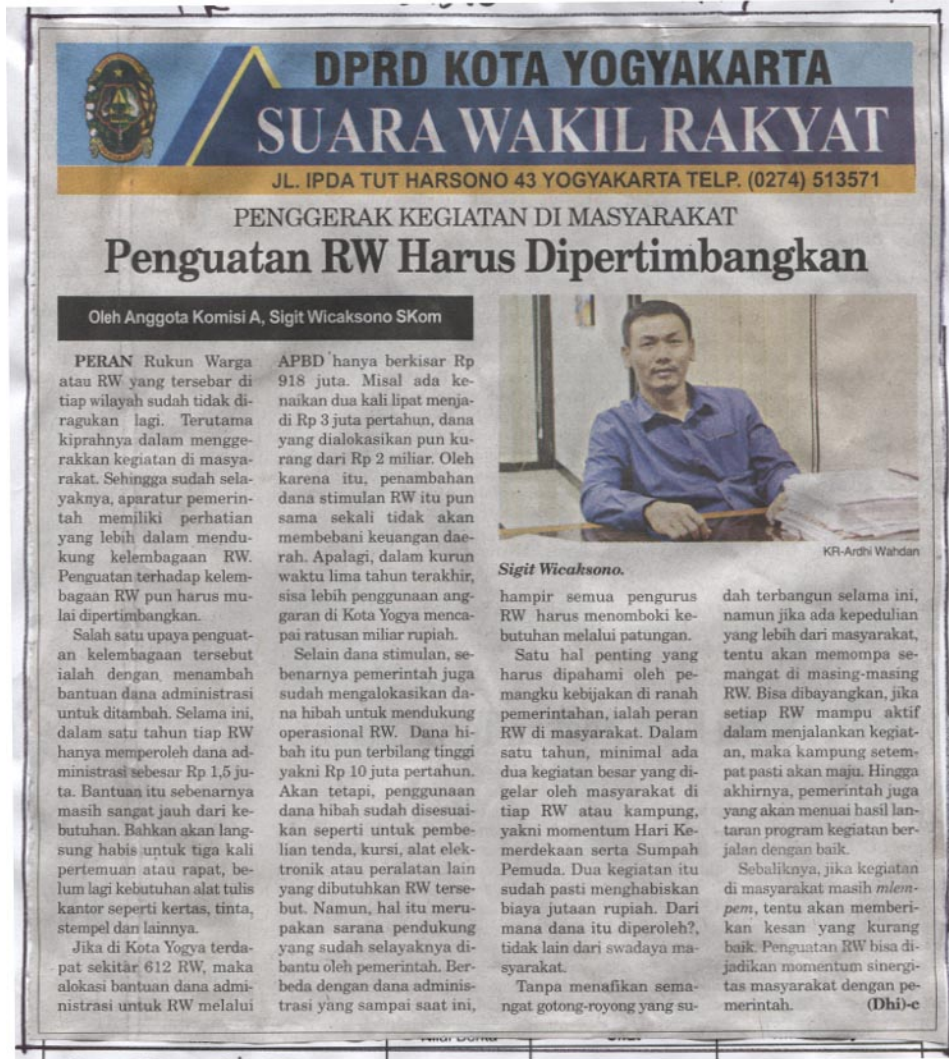 DPRD KOTA YOGYAKARTA
SUARA WAKIL RAKYAT
JL. IPDA TUT HARSONO 43 YOGYAKARTA TELP. (0274) 513571
PENGGERAK KEGIATAN DI MASYARAKAT
Penguatan RW Harus Dipertimbangkan
Oleh Anggota Komisi A, Sigit Wicaksono SKom
PERAN Rukun Warga
atau RW yang tersebar di
tiap wilayah sudah tidak di-
ragukan lagi. Terutama
kiprahnya dalam mengge-
rakkan kegiatan di masya-
rakat. Sehingga sudah sela-
yaknya, aparatur pemerin-
tah memiliki perhatian
yang lebih dalam mendu-
kung kelembagaan RW.
Penguatan terhadap kelem-
bagaan RW pun harus mu-
lai dipertimbangkan.
Salah satu upaya penguat-
an kelembagaan tersebut
ialah dengan menambah
bantuan dana administrasi
untuk ditambah. Selama ini,
dalam satu tahun tiap RW
hanya memperoleh dana ad-
ministrasi sebesar Rp 1,5 ju-
ta. Bantuan itu sebenarnya
masih sangat jauh dari ke-
butuhan. Bahkan akan lang-
sung habis untuk tiga kali
pertemuan atau rapat, be-
lum lagi kebutuhan alat tulis
kantor seperti kertas, tinta,
stempel dan lainnya.
Jika di Kota Yogya terda-
pat sekitar 612 RW, maka
alokasi bantuan dana admi-
nistrasi untuk RW melalui
APBD hanya berkisar Rp
918 juta. Misal ada ke-
naikan dua kali lipat menja-
di Rp 3 juta pertahun, dana
yang dialokasikan pun ku-
rang dari Rp 2 miliar. Oleh
karena itu, penambahan
dana stimulan RW itu pun
sama sekali tidak akan
membebani keuangan dae-
rah. Apalagi, dalam kurun
waktu lima tahun terakhir,
sisa lebih penggunaan ang-
garan di Kota Yogya menca-
pai ratusan miliar rupiah.
Selain dana stimulan, se-
benarnya pemerintah juga
sudah mengalokasikan da-
na hibah untuk mendukung
operasional RW. Dana hi-
bah itu pun terbilang tinggi
yakni Rp 10 juta pertahun.
Akan tetapi, penggunaan
dana hibah sudah disesuai-
kan seperti untuk pembe-
lian tenda, kursi, alat elek-
tronik atau peralatan lain
yang dibutuhkan RW terse-
but. Namun, hal itu meru-
pakan sarana pendukung
yang sudah selayaknya di-
bantu oleh pemerintah. Ber-
beda dengan dana adminis-
trasi yang sampai saat ini,
KR-Ardhi Wahdan
Sigit Wicaksono.
hampir semua pengurus
RW harus menomboki ke-
butuhan melalui patungan.
Satu hal penting yang
harus dipahami oleh pe-
mangku kebijakan di ranah
pemerintahan, ialah peran
RW di masyarakat. Dalam
satu tahun, minimal ada
dua kegiatan besar yang di-
gelar oleh masyarakat di
tiap RW atau kampung,
yakni momentum Hari Ke-
merdekaan serta Sumpah
Pemuda. Dua kegiatan itu
sudah pasti menghabiskan
biaya jutaan rupiah. Dari
mana dana itu diperoleh?,
tidak lain dari swadaya ma-
syarakat.
Tanpa menafikan sema-
ngat gotong-royong yang su-
dah terbangun selama ini,
namun jika ada kepedulian
yang lebih dari masyarakat,
tentu akan memompa se-
mangat di masing-masing
RW. Bisa dibayangkan, jika
setiap RW mampu aktif
dalam menjalankan kegiat-
an, maka kampung setem-
pat pasti akan maju. Hingga
akhirnya, pemerintah juga
yang akan menuai hasil lan-
taran program kegiatan ber-
jalan dengan baik.
Sebaliknya, jika kegiatan
di masyarakat masih mlem-
pem, tentu akan memberi-
kan kesan yang kurang
baik. Penguatan RW bisa di-
jadikan momentum sinergi-
tas masyarakat dengan pe-
merintah. (Dhi)-c